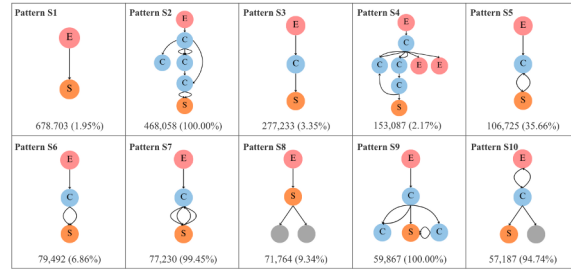 Pattern S1
E
S
678.703 (1.95%)
Pattern S2
E
C
C
C
C
S
468,058 (100.00%)
Pattern S3
E
C
S
277,233 (3.35%)
Pattern S4
E
C
C
C
E
E
C
S
153,087 (2.17%)
Pattern S5
E
C
S
106,725 (35.66%)
Pattern S6
E
C
S
79,492 (6.86%)
Pattern S7
E
C
S
77,230 (99.45%)
Pattern S8
E
S
71,764 (9.34%)
Pattern S9
E
C
C
S
C
59,867 (100.00%)
Pattern S10
E
C
S
57,187 (94.74%)